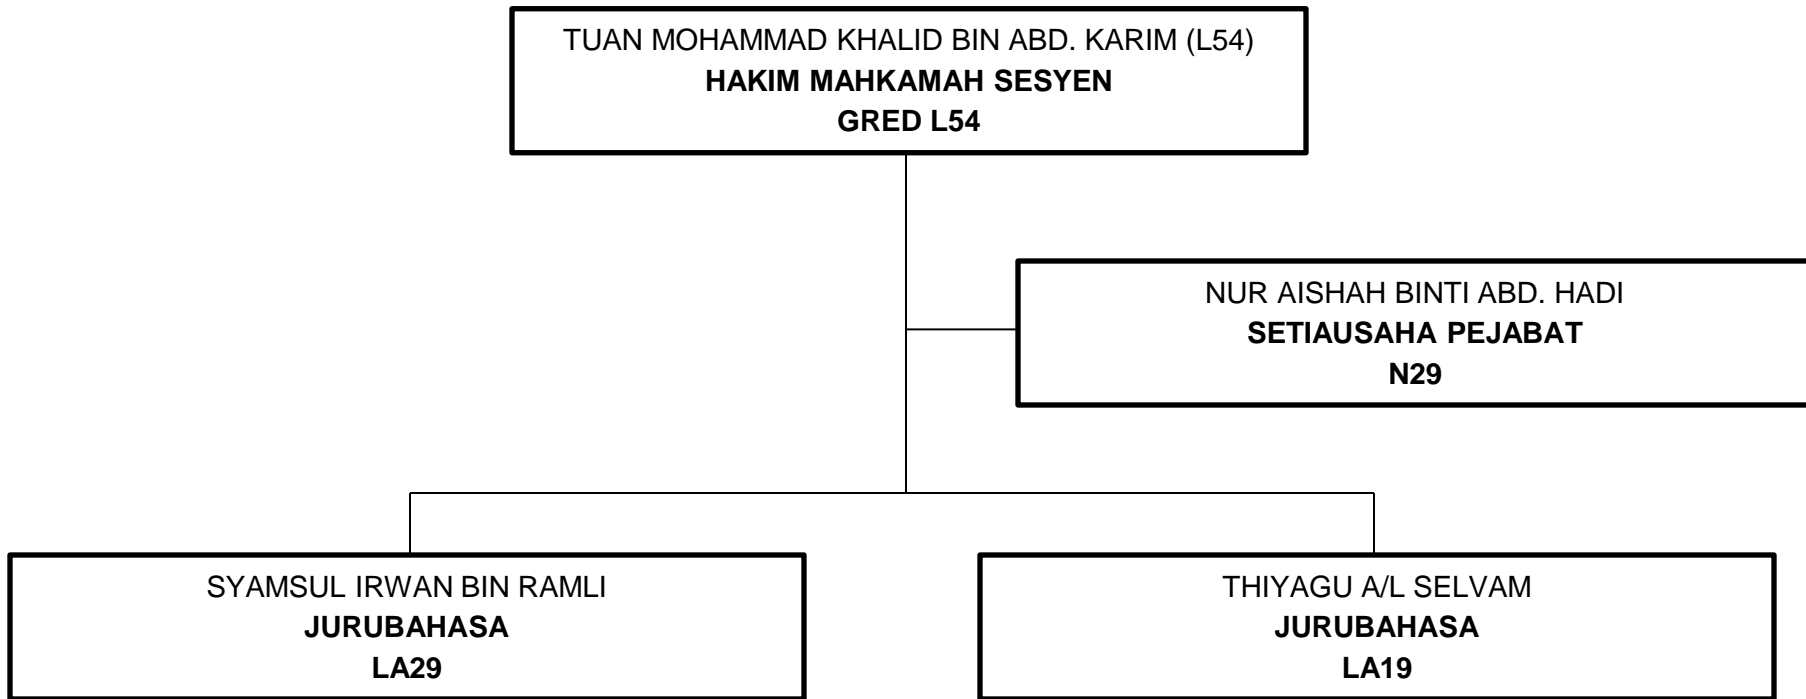 TUAN MOHAMMAD KHALID BIN ABD. KARIM (L54)
HAKIM MAHKAMAH SESYEN
GRED L54
NUR AISHAH BINTI ABD. HADI
SETIAUSAHA PEJABAT
N29
SYAMSUL IRWAN BIN RAMLI
JURUBAHASA
LA29
THIYAGU A/L SELVAM
JURUBAHASA
LA19